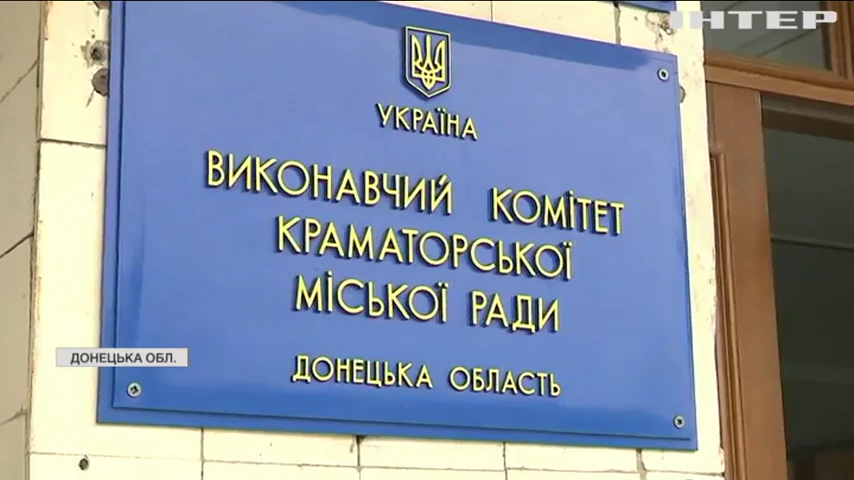 ІНТЕР
УКРАЇНА
ВИКОНАВЧИЙ КОМІТЕТ
КРАМАТОРСЬКОЇ
МІСЬКОЇ РАДИ
ДОНЕЦЬКА ОБЛ.
ДОНЕЦЬКА ОБЛАСТЬ